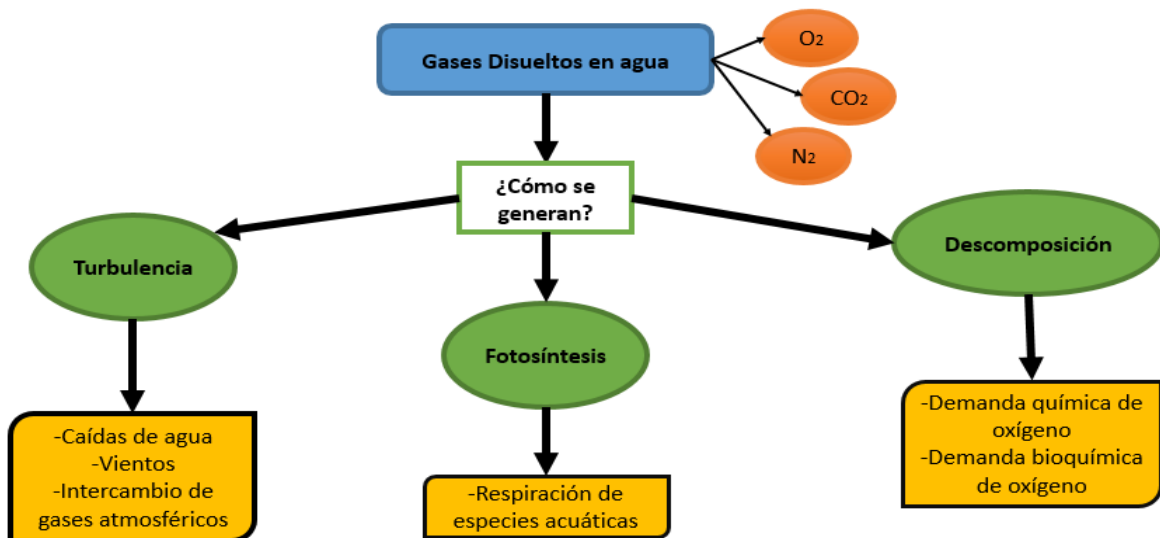 Gases Disueltos en agua
O2
CO2
N2
¿Cómo se
generan?
Turbulencia
Fotosíntesis
Descomposición
-Caídas de agua
-Vientos
-Intercambio de
gases atmosféricos
-Respiración de
especies acuáticas
-Demanda química de
oxígeno
-Demanda bioquímica
de oxígeno